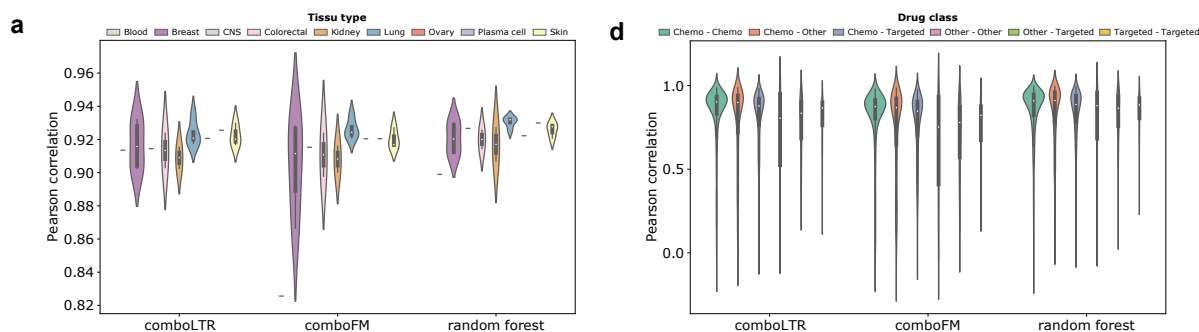 a
Tissu type
Blood Breast CNS Colorectal Kidney Lung Ovary Plasma cell Skin
Pearson correlation
0.96
0.94
0.92
0.90
0.88
0.86
0.84
0.82
comboLTR comboFM random forest
d
Drug class
Chemo - Chemo Chemo - Other Chemo - Targeted Other - Other Other - Targeted Targeted - Targeted
Pearson correlation
1.0
0.5
0.0
comboLTR comboFM random forest